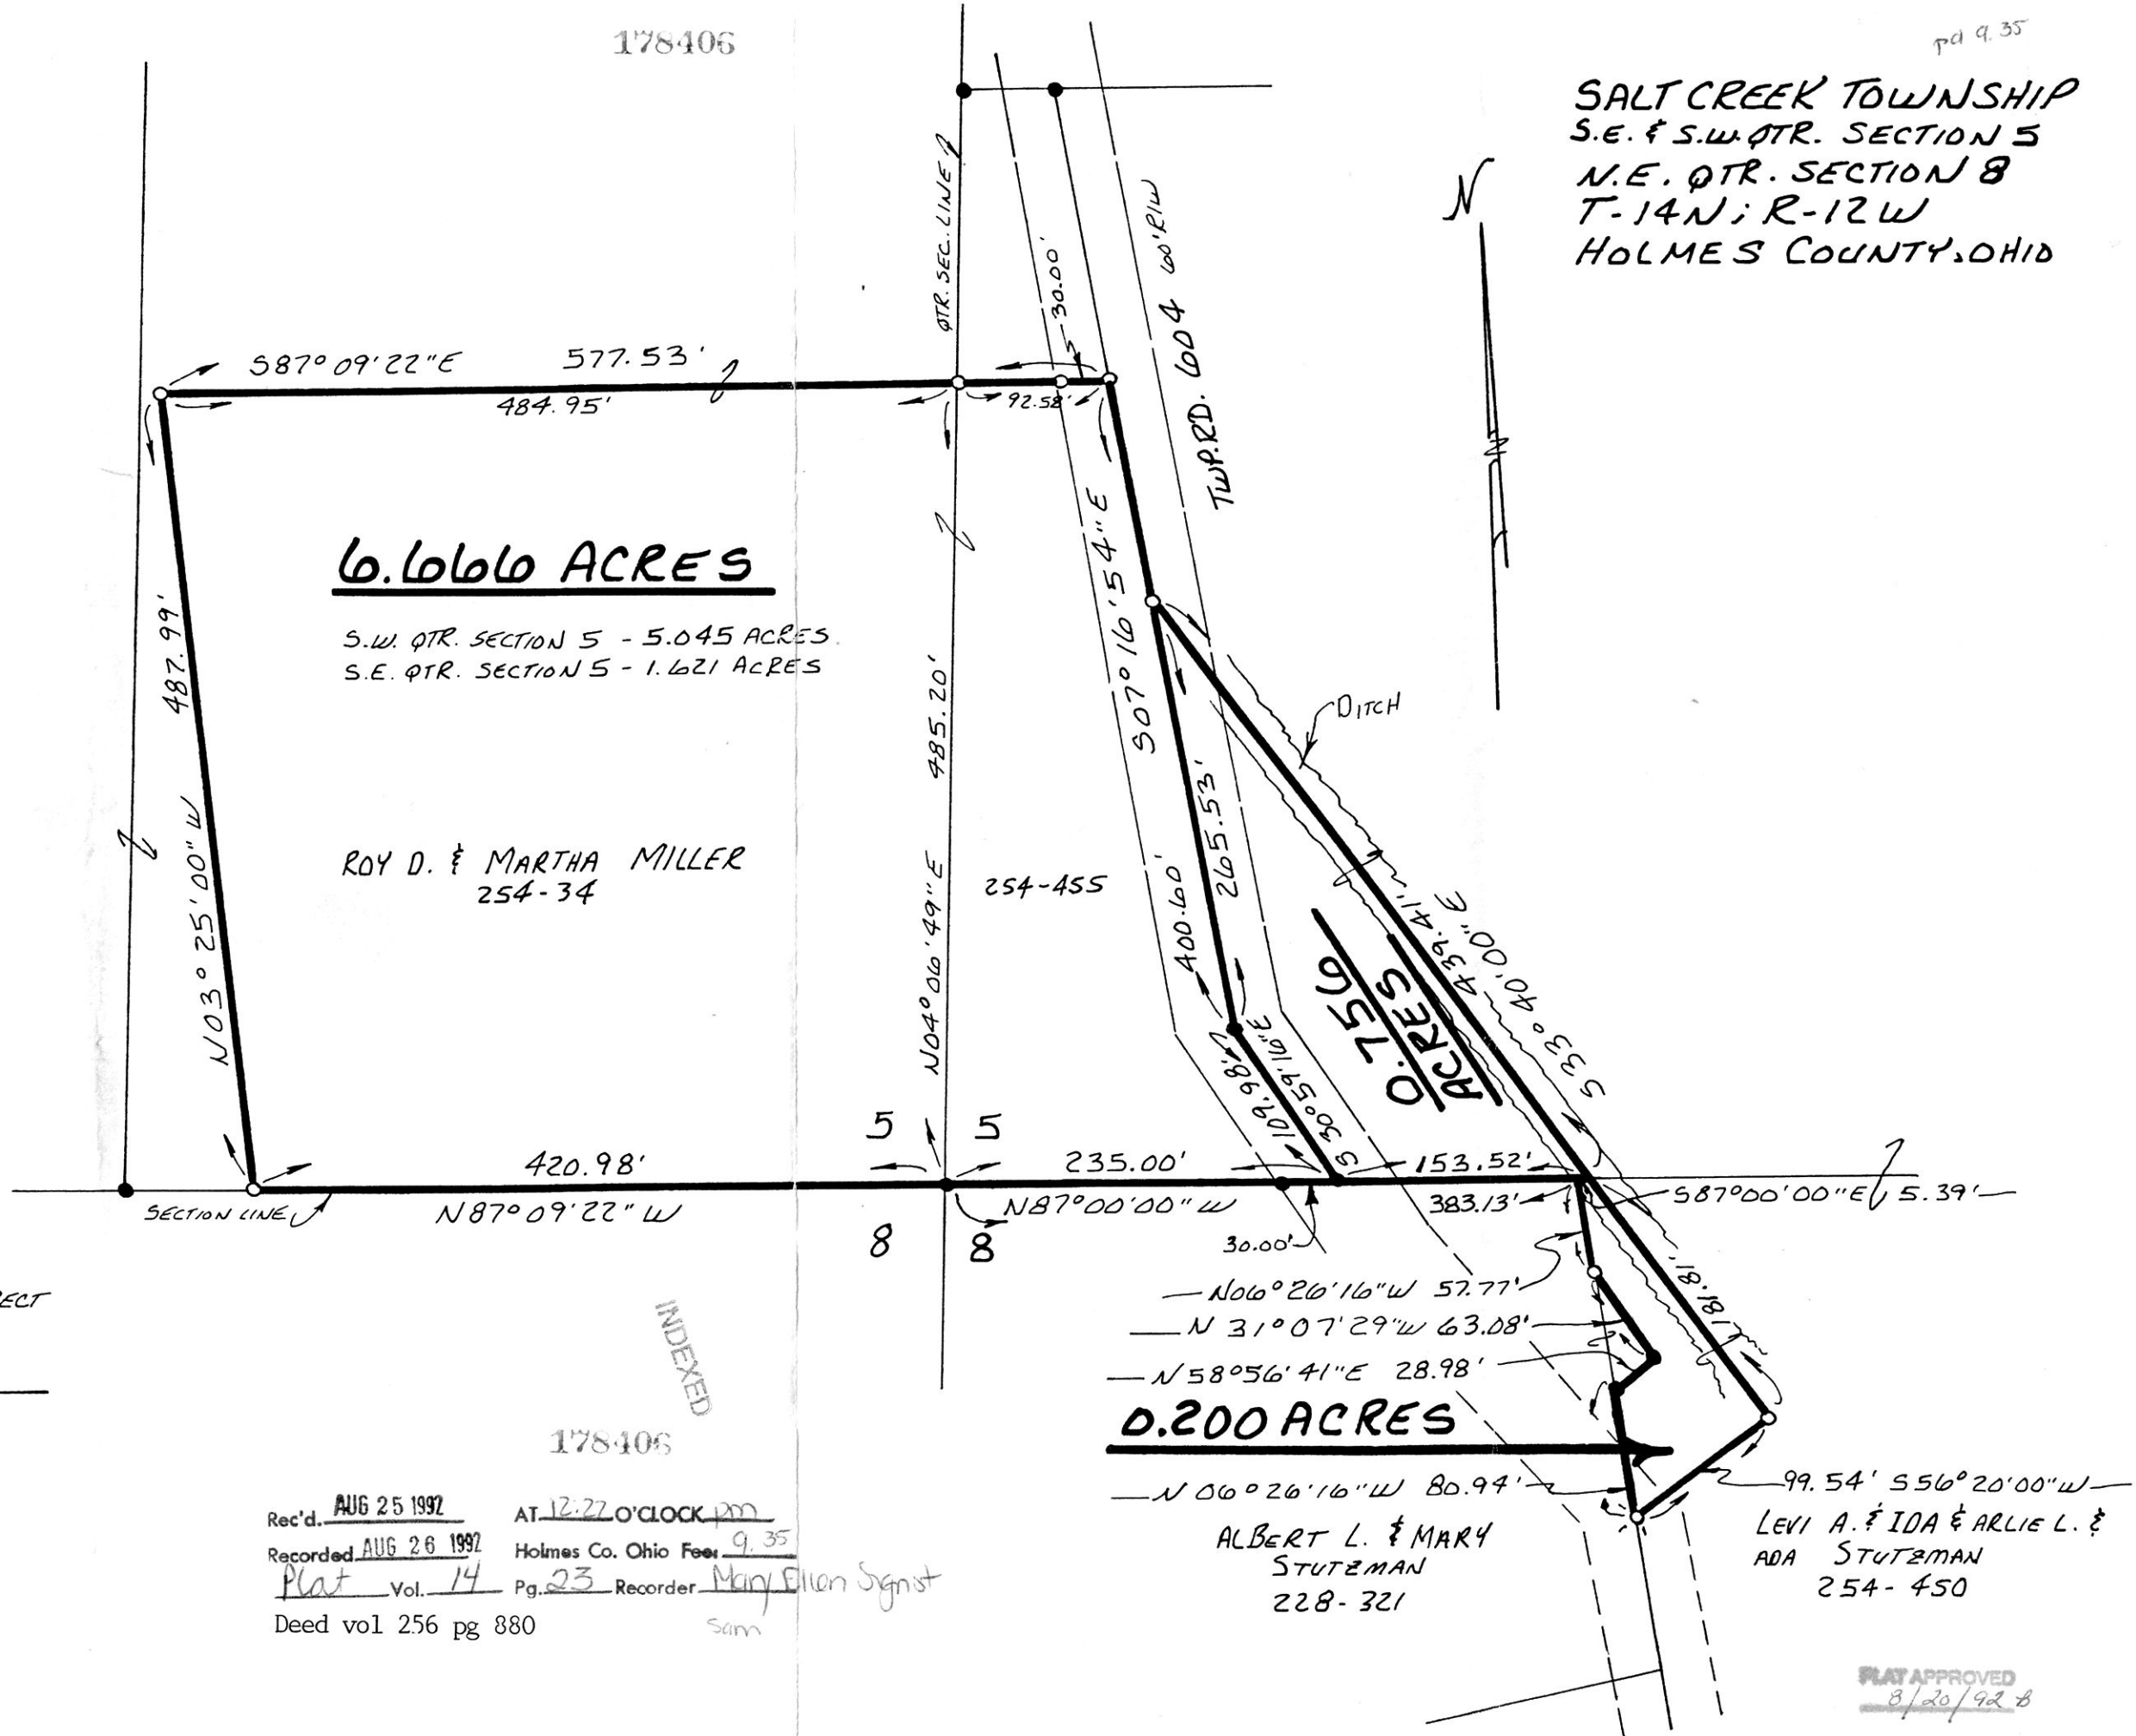 178406
pd 9.35
SALT CREEK TOWNSHIP
S.E. & S.W. QTR. SECTION 5
N.E. QTR. SECTION 8
T-14N; R-12W
HOLMES COUNTY, OHIO
N
QTR. SEC. LINE
30.00'
TWP. RD. 604 60' R/W
S87°09'22"E 577.53'
484.95'
92.58'
6.666 ACRES
S.W. QTR. SECTION 5 - 5.045 ACRES
S.E. QTR. SECTION 5 - 1.621 ACRES
N03°25'00"W 487.99'
ROY D. & MARTHA MILLER
254-34
N04°06'49"E 485.20'
254-455
S07°16'54"E
400.60'
265.53'
DITCH
439.41'
S33°40'00"E
0.756
ACRES
109.98'
S30°59'16"E
5 5
420.98'
235.00'
153.52'
SECTION LINE
N87°09'22"W
N87°00'00"W
383.13'
S87°00'00"E 5.39'
8 8
30.00'
N06°26'16"W 57.77'
N31°07'29"W 63.08'
N58°56'41"E 28.98'
181.81'
0.200 ACRES
N06°26'16"W 80.94'
99.54' S56°20'00"W
ALBERT L. & MARY
STUTZMAN
228-321
LEVI A. & IDA & ARLIE L. &
ADA STUTZMAN
254-450
ECT
INDEXED
178406
Rec'd. AUG 25 1992 AT 12:27 O'CLOCK pm
Recorded AUG 26 1992 Holmes Co. Ohio Fee: 9.35
Plat Vol. 14 Pg. 23 Recorder Mary Ellen
Deed vol 256 pg 880
Sam
PLAT APPROVED
8/20/92